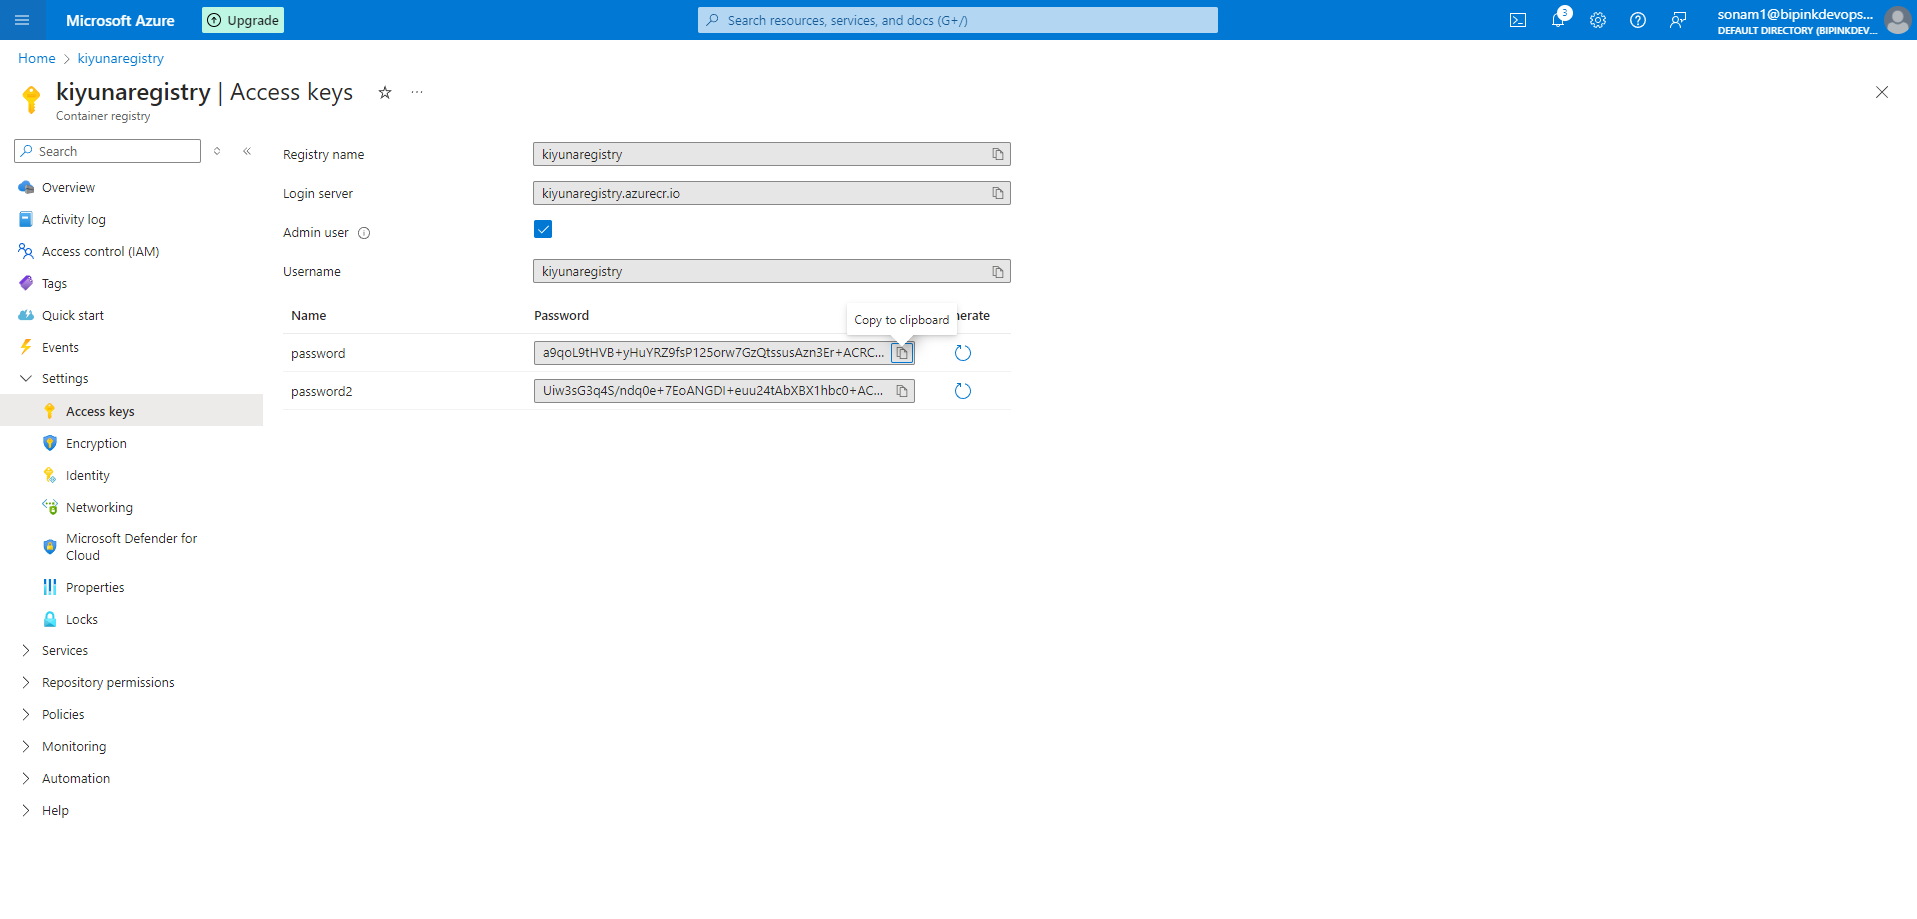 Microsoft Azure
Upgrade
Search resources, services, and docs (G+/)
3
sonam1@bipinkdevops...
DEFAULT DIRECTORY (BIPINKDEV...
Home > kiyunaregistry
kiyunaregistry | Access keys
Container registry
Search
Overview
Activity log
Access control (IAM)
Tags
Quick start
Events
Settings
Access keys
Encryption
Identity
Networking
Microsoft Defender for
Cloud
Properties
Locks
Services
Repository permissions
Policies
Monitoring
Automation
Help
Registry name
kiyunaregistry
Login server
kiyunaregistry.azurecr.io
Admin user
Username
kiyunaregistry
Name Password nerate
Copy to clipboard
password a9qoL9tHVB+yHuYRZ9fsP125orw7GzQtssusAzn3Er+ACRC...
password2 Uiw3sG3q4S/ndq0e+7EoANGDI+euu24tAbXBX1hbc0+AC...